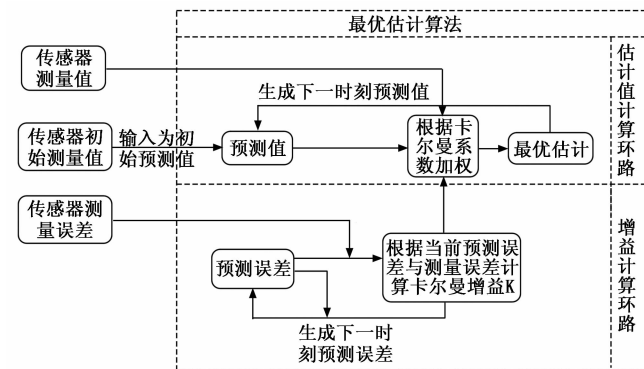 最优估计算法
传感器
测量值
估计值计算环路
生成下一时刻预测值
传感器初
始测量值
输入为初
始预测值
预测值
根据卡
尔曼系
数加权
最优估计
传感器测
量误差
增益计算环路
预测误差
根据当前预测误
差与测量误差计
算卡尔曼增益K
生成下一时
刻预测误差